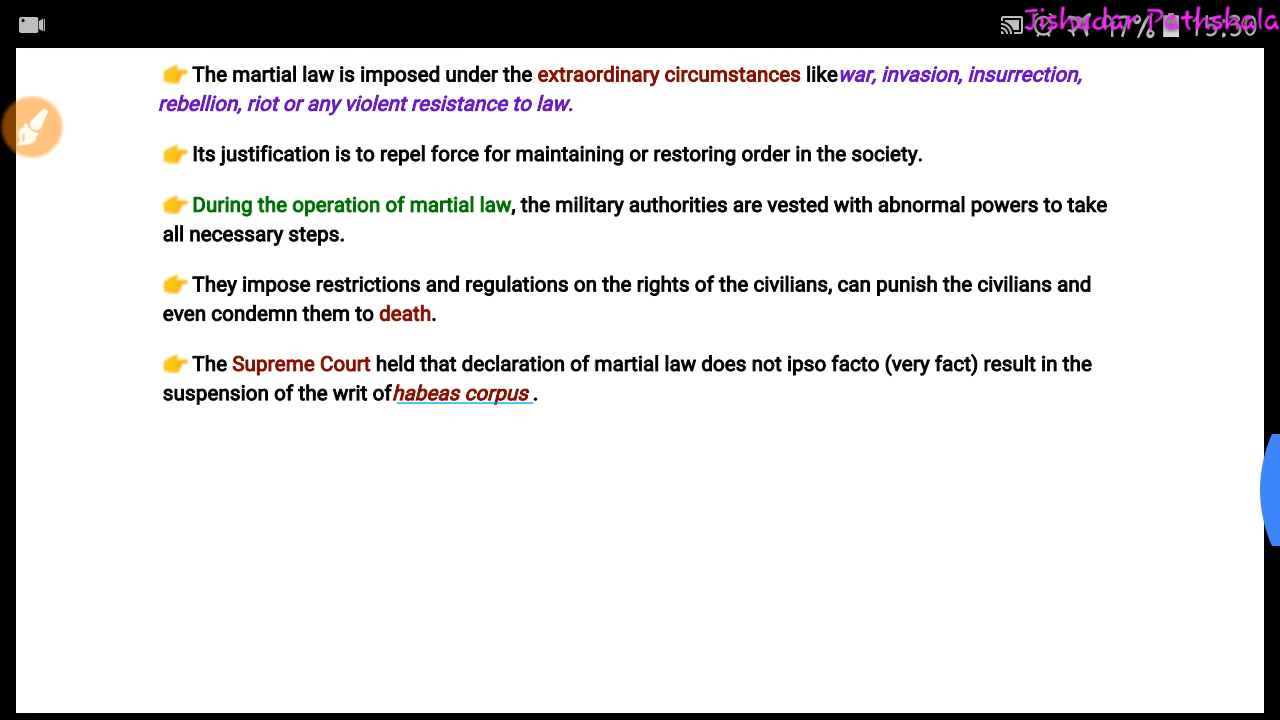 Jishudar Pathshala
97% 15:30
👉 The martial law is imposed under the extraordinary circumstances likewar, invasion, insurrection,
rebellion, riot or any violent resistance to law.
👉 Its justification is to repel force for maintaining or restoring order in the society.
👉 During the operation of martial law, the military authorities are vested with abnormal powers to take
all necessary steps.
👉 They impose restrictions and regulations on the rights of the civilians, can punish the civilians and
even condemn them to death.
👉 The Supreme Court held that declaration of martial law does not ipso facto (very fact) result in the
suspension of the writ ofhabeas corpus .